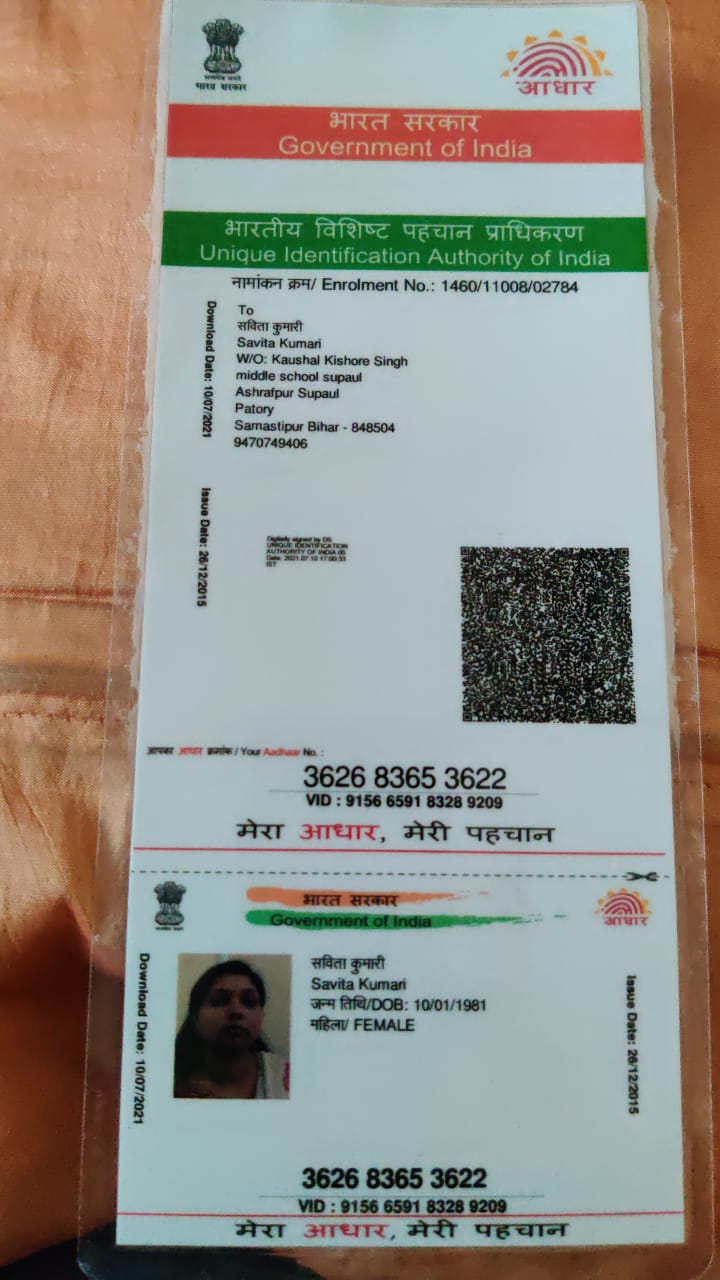 सत्यमेव जयते
भारत सरकार
आधार
भारत सरकार
Government of India
भारतीय विशिष्ट पहचान प्राधिकरण
Unique Identification Authority of India
नामांकन क्रम/ Enrolment No.: 1460/11008/02784
To
सविता कुमारी
Savita Kumari
W/O: Kaushal Kishore Singh
middle school supaul
Ashrafpur Supaul
Patory
Samastipur Bihar - 848504
9470749406
Download Date: 10/07/2021
Issue Date: 26/12/2015
Digitally signed by DS
UNIQUE IDENTIFICATION
AUTHORITY OF INDIA 05
Date: 2021.07.10 17:00:33
IST
आपका आधार क्रमांक / Your Aadhaar No. :
3626 8365 3622
VID : 9156 6591 8328 9209
मेरा आधार, मेरी पहचान
भारत सरकार
Government of India
आधार
Download Date: 10/07/2021
सविता कुमारी
Savita Kumari
जन्म तिथि/DOB: 10/01/1981
महिला/ FEMALE
Issue Date: 26/12/2015
3626 8365 3622
VID : 9156 6591 8328 9209
मेरा आधार, मेरी पहचान